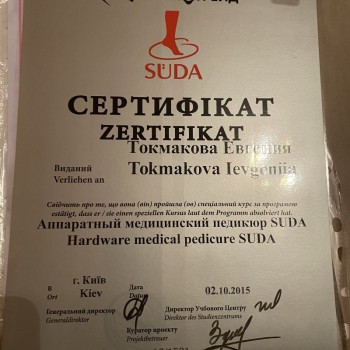 SÜDA
СЕРТИФІКАТ
ZERTIFIKAT
Токмакова Евгения
Виданий
Verlichen an
Tokmakova Ievgeniia
Свідчить про те, що вона (він) пройшла (ов) спеціальний курс за програмою
estätigt, dass er / sie einen speziellen Kursus laut dem Programm absolviert hat.
Аппаратный медицинский педикюр SUDA
Hardware medical pedicure SUDA
В г. Київ Дата 02.10.2015
Ort Kiev Datum
Генеральний директор Директор Учбового Центру
Generaldirektor Direktor des Studienzentrums
Куратор проекту
Projektbetreuer